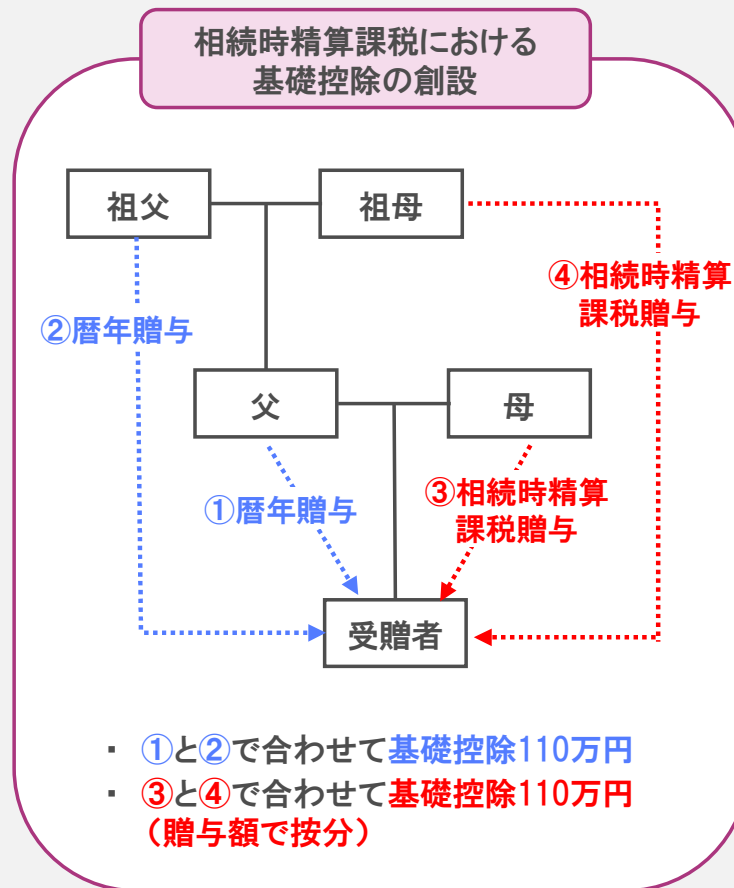 相続時精算課税における
基礎控除の創設
祖父
祖母
②暦年贈与
④相続時精算
課税贈与
父
母
①暦年贈与
③相続時精算
課税贈与
受贈者
・ ①と②で合わせて基礎控除110万円
・ ③と④で合わせて基礎控除110万円
（贈与額で按分）